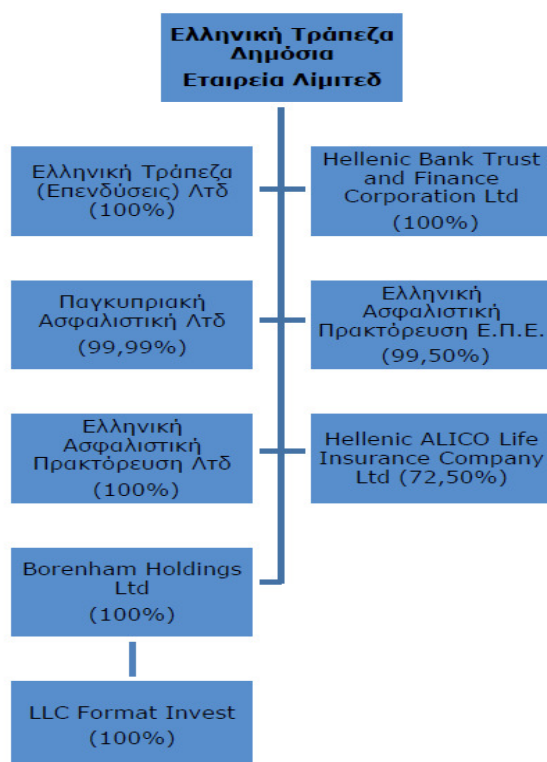 Ελληνική Τράπεζα
Δημόσια
Εταιρεία Λίμιτεδ
Ελληνική Τράπεζα
(Επενδύσεις) Λτδ
(100%)
Hellenic Bank Trust
and Finance
Corporation Ltd
(100%)
Παγκυπριακή
Ασφαλιστική Λτδ
(99,99%)
Ελληνική
Ασφαλιστική
Πρακτόρευση Ε.Π.Ε.
(99,50%)
Ελληνική
Ασφαλιστική
Πρακτόρευση Λτδ
(100%)
Hellenic ALICO Life
Insurance Company
Ltd (72,50%)
Borenham Holdings
Ltd
(100%)
LLC Format Invest
(100%)